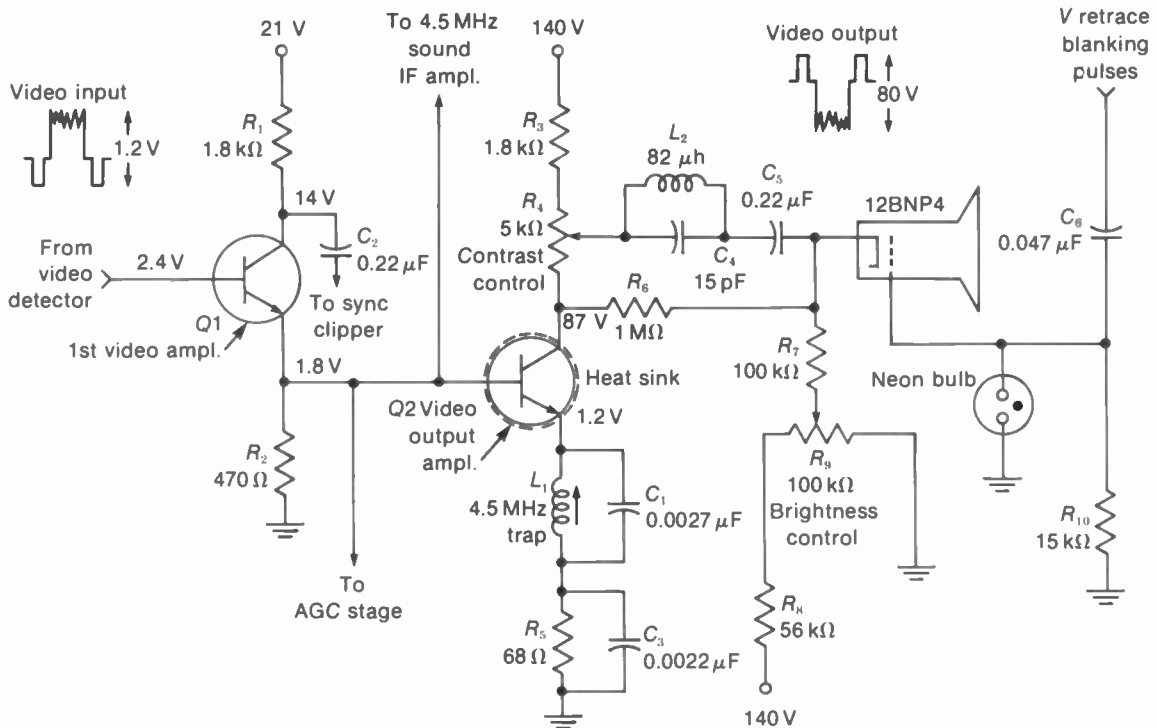 21 V
To 4.5 MHz
sound
IF ampl.
140 V
Video output
80 V
V retrace
blanking
pulses
Video input
1.2 V
R1
1.8 kΩ
R3
1.8 kΩ
L2
82 μh
14 V
C2
0.22 μF
R4
5 kΩ
Contrast
control
C5
0.22 μF
C4
15 pF
12BNP4
C6
0.047 μF
From
video
detector
2.4 V
To sync
clipper
Q1
1st video ampl.
87 V
R6
1 MΩ
R7
100 kΩ
Neon bulb
1.8 V
Heat sink
Q2 Video
output
ampl.
1.2 V
R2
470 Ω
L1
4.5 MHz
trap
C1
0.0027 μF
R9
100 kΩ
Brightness
control
R10
15 kΩ
To
AGC stage
R5
68 Ω
C3
0.0022 μF
R8
56 kΩ
140 V